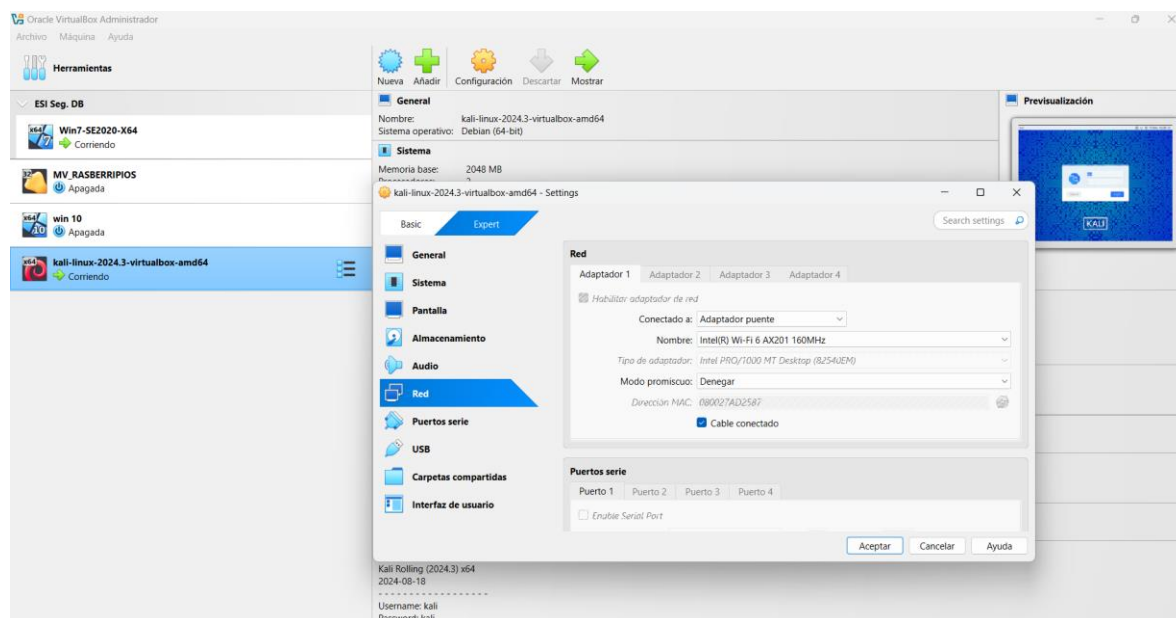 Oracle VirtualBox Administrador
Archivo Máquina Ayuda
Herramientas
Nueva Añadir Configuración Descartar Mostrar
ESI Seg. DB
Win7-SE2020-X64
Corriendo
MV_RASBERRIPIOS
Apagada
win 10
Apagada
kali-linux-2024.3-virtualbox-amd64
Corriendo
General
Nombre: kali-linux-2024.3-virtualbox-amd64
Sistema operativo: Debian (64-bit)
Sistema
Memoria base: 2048 MB
Previsualización
KALI
kali-linux-2024.3-virtualbox-amd64 - Settings
Basic Expert
Search settings
General
Sistema
Pantalla
Almacenamiento
Audio
Red
Puertos serie
USB
Carpetas compartidas
Interfaz de usuario
Red
Adaptador 1 Adaptador 2 Adaptador 3 Adaptador 4
Habilitar adaptador de red
Conectado a: Adaptador puente
Nombre: Intel(R) Wi-Fi 6 AX201 160MHz
Tipo de adaptador: Intel PRO/1000 MT Desktop (82540EM)
Modo promiscuo: Denegar
Dirección MAC: 080027AD2587
Cable conectado
Puertos serie
Puerto 1 Puerto 2 Puerto 3 Puerto 4
Enable Serial Port
Aceptar Cancelar Ayuda
Kali Rolling (2024.3) x64
2024-08-18
- - - - - - - - - - - - - - - - - -
Username: kali